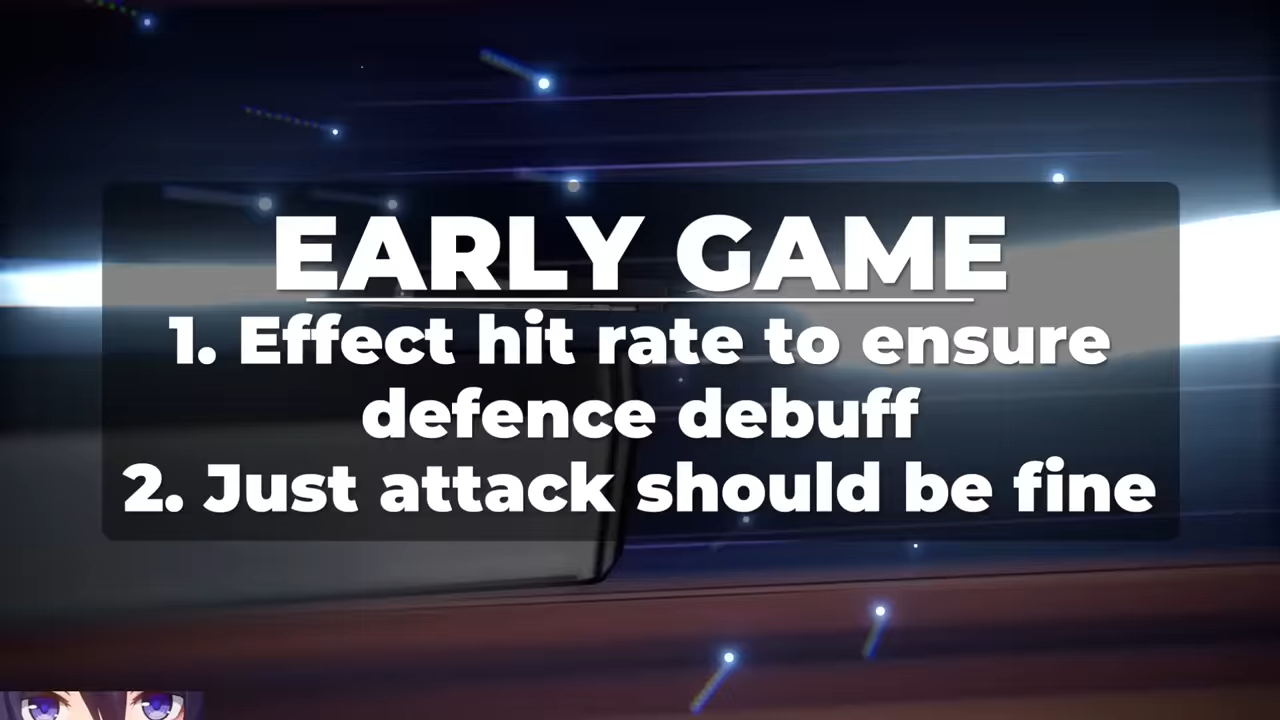 EARLY GAME
1. Effect hit rate to ensure
defence debuff
2. Just attack should be fine